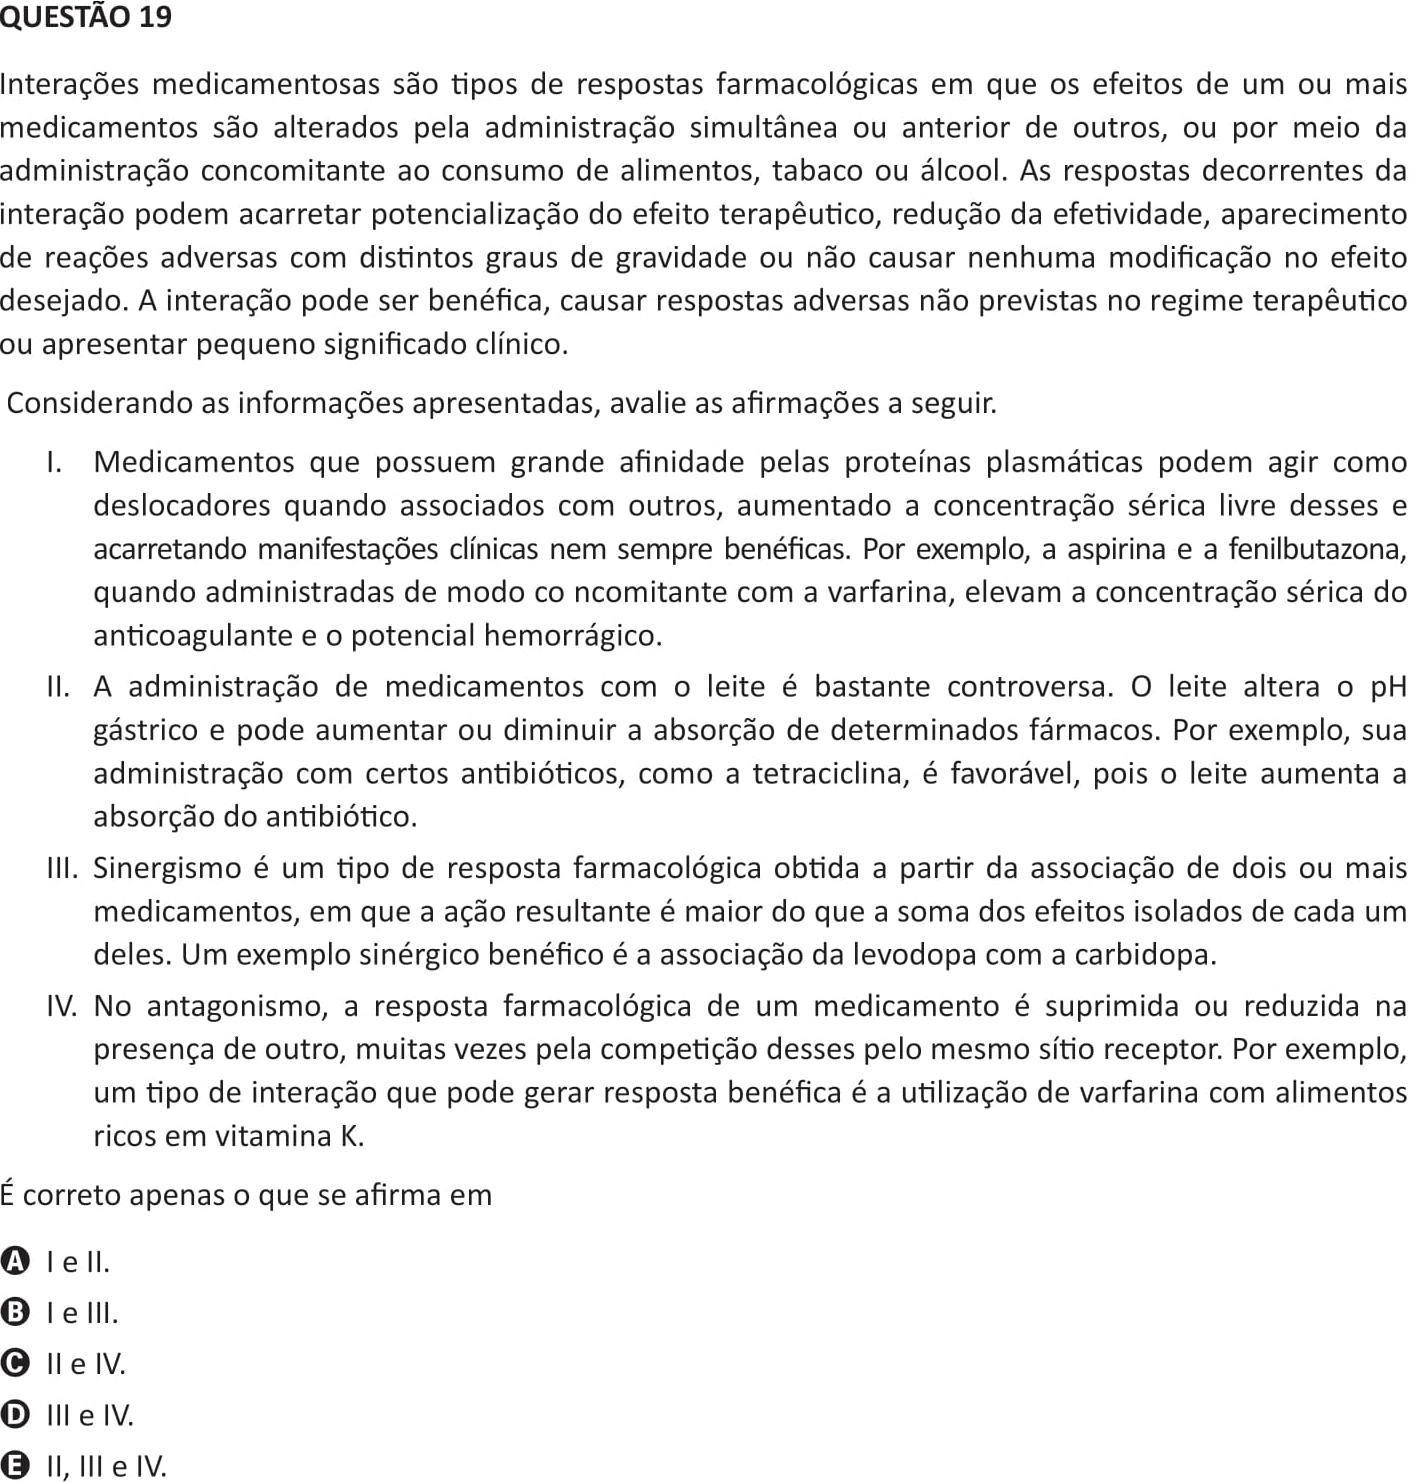 QUESTÃO 19
Interações medicamentosas são tipos de respostas farmacológicas em que os efeitos de um ou mais
medicamentos são alterados pela administração simultânea ou anterior de outros, ou por meio da
administração concomitante ao consumo de alimentos, tabaco ou álcool. As respostas decorrentes da
interação podem acarretar potencialização do efeito terapêutico, redução da efetividade, aparecimento
de reações adversas com distintos graus de gravidade ou não causar nenhuma modificação no efeito
desejado. A interação pode ser benéfica, causar respostas adversas não previstas no regime terapêutico
ou apresentar pequeno significado clínico.
Considerando as informações apresentadas, avalie as afirmações a seguir.
I. Medicamentos que possuem grande afinidade pelas proteínas plasmáticas podem agir como
deslocadores quando associados com outros, aumentado a concentração sérica livre desses e
acarretando manifestações clínicas nem sempre benéficas. Por exemplo, a aspirina e a fenilbutazona,
quando administradas de modo co ncomitante com a varfarina, elevam a concentração sérica do
anticoagulante e o potencial hemorrágico.
II. A administração de medicamentos com o leite é bastante controversa. O leite altera o pH
gástrico e pode aumentar ou diminuir a absorção de determinados fármacos. Por exemplo, sua
administração com certos antibióticos, como a tetraciclina, é favorável, pois o leite aumenta a
absorção do antibiótico.
III. Sinergismo é um tipo de resposta farmacológica obtida a partir da associação de dois ou mais
medicamentos, em que a ação resultante é maior do que a soma dos efeitos isolados de cada um
deles. Um exemplo sinérgico benéfico é a associação da levodopa com a carbidopa.
IV. No antagonismo, a resposta farmacológica de um medicamento é suprimida ou reduzida na
presença de outro, muitas vezes pela competição desses pelo mesmo sítio receptor. Por exemplo,
um tipo de interação que pode gerar resposta benéfica é a utilização de varfarina com alimentos
ricos em vitamina K.
É correto apenas o que se afirma em
A I e II.
B I e III.
C II e IV.
D III e IV.
E II, III e IV.